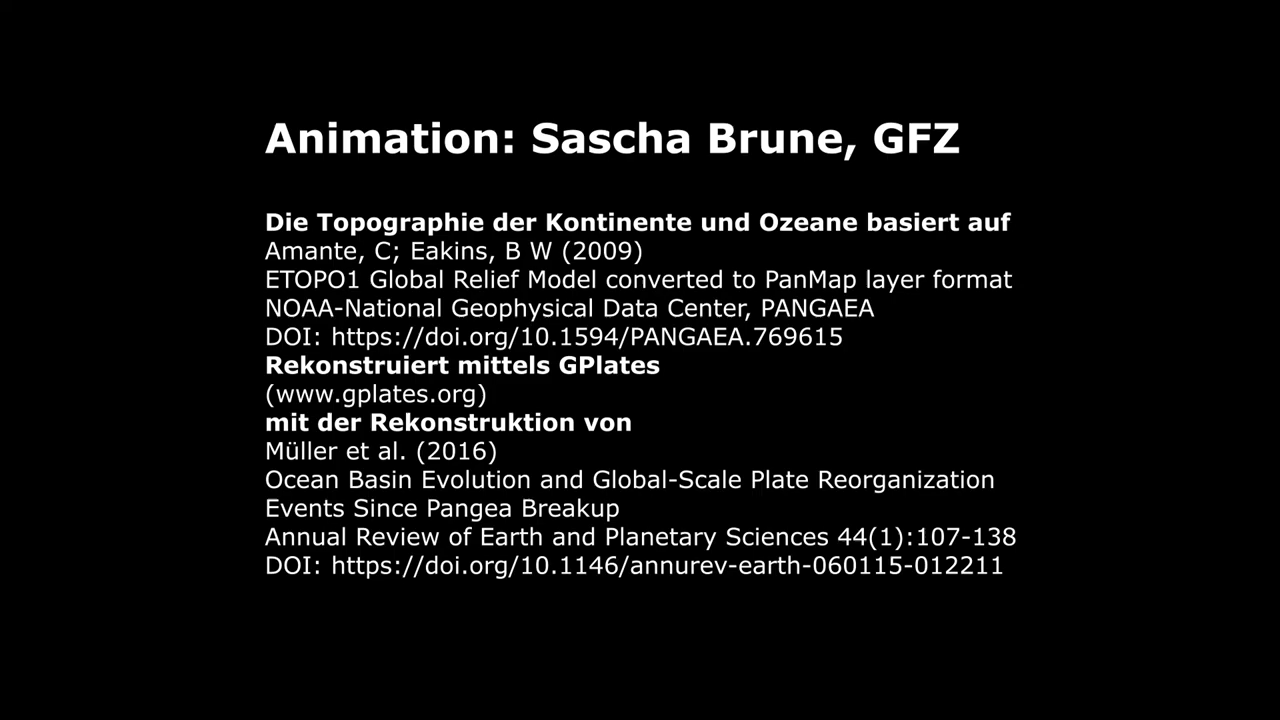 Animation: Sascha Brune, GFZ
Die Topographie der Kontinente und Ozeane basiert auf
Amante, C; Eakins, B W (2009)
ETOPO1 Global Relief Model converted to PanMap layer format
NOAA-National Geophysical Data Center, PANGAEA
DOI: https://doi.org/10.1594/PANGAEA.769615
Rekonstruiert mittels GPlates
(www.gplates.org)
mit der Rekonstruktion von
Müller et al. (2016)
Ocean Basin Evolution and Global-Scale Plate Reorganization
Events Since Pangea Breakup
Annual Review of Earth and Planetary Sciences 44(1):107-138
DOI: https://doi.org/10.1146/annurev-earth-060115-012211